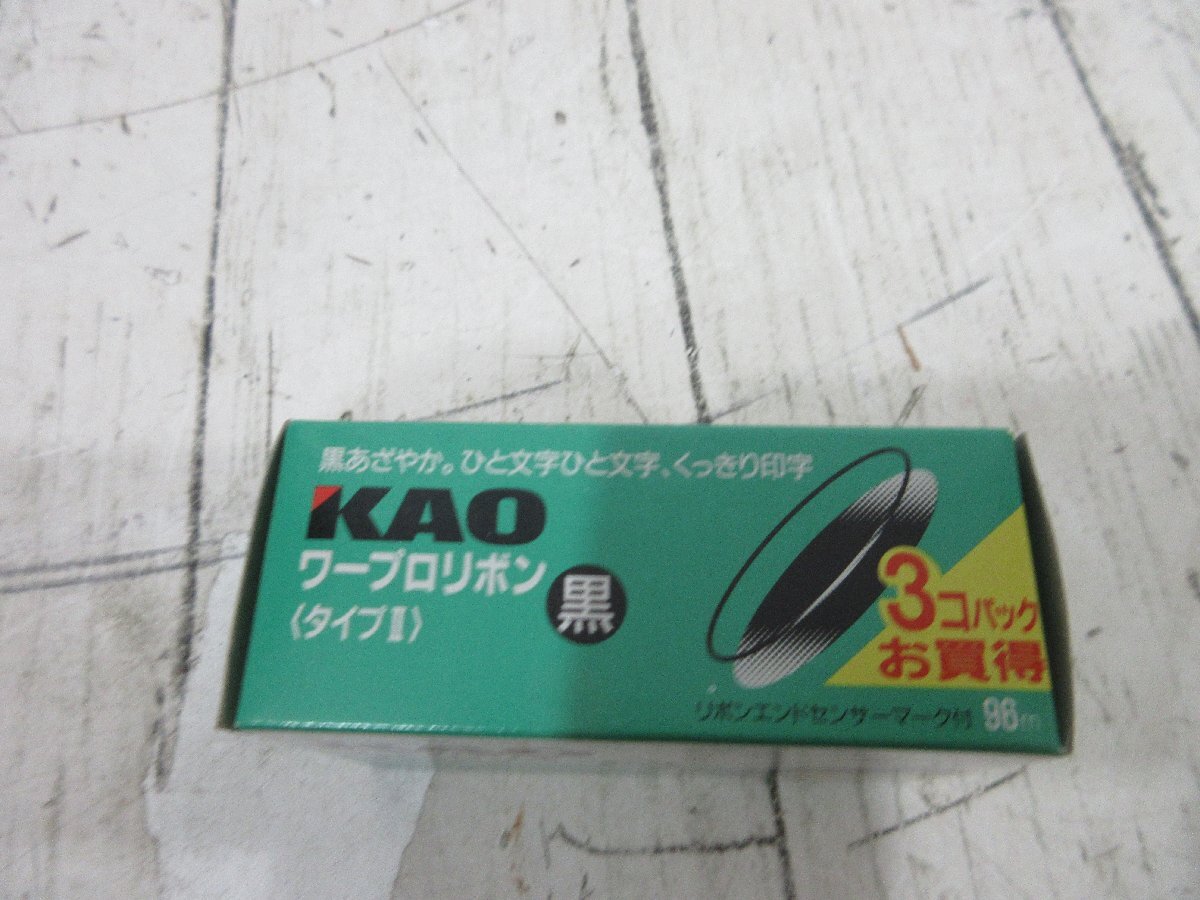 黒あざやか。ひと文字ひと文字、くっきり印字
KAO
ワープロリボン
〈タイプⅡ〉
黒
3コパック
お買得
リボンエンドセンサーマーク付 96m